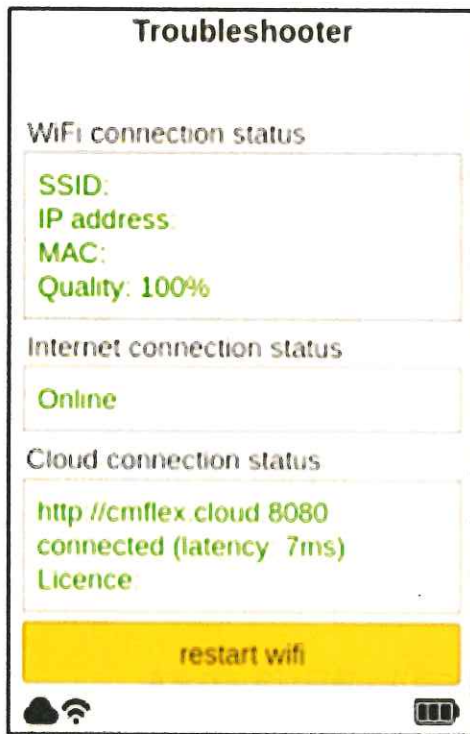 Troubleshooter
WiFi connection status
SSID:
IP address:
MAC:
Quality: 100%
Internet connection status
Online
Cloud connection status
http //cmflex.cloud 8080
connected (latency 7ms)
Licence
restart wifi